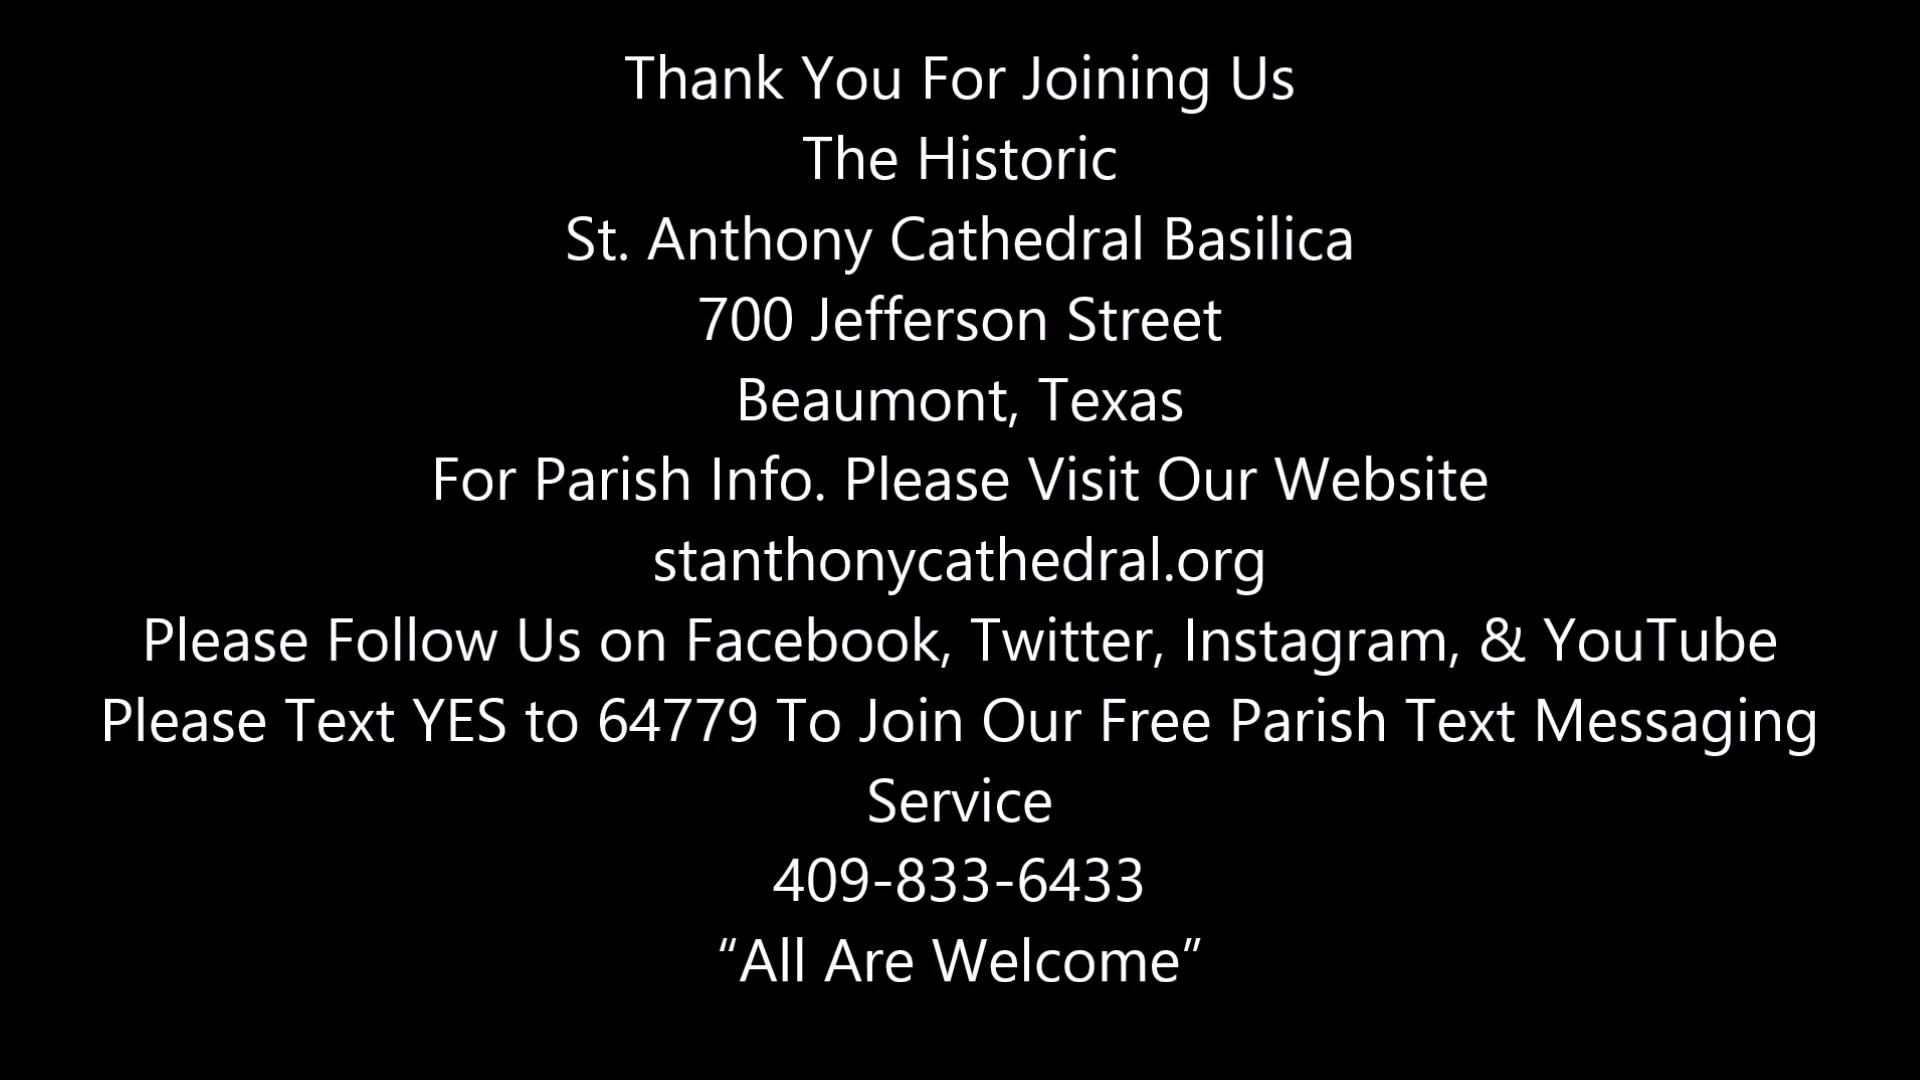 Thank You For Joining Us
The Historic
St. Anthony Cathedral Basilica
700 Jefferson Street
Beaumont, Texas
For Parish Info. Please Visit Our Website
stanthonycathedral.org
Please Follow Us on Facebook, Twitter, Instagram, & YouTube
Please Text YES to 64779 To Join Our Free Parish Text Messaging
Service
409-833-6433
“All Are Welcome”